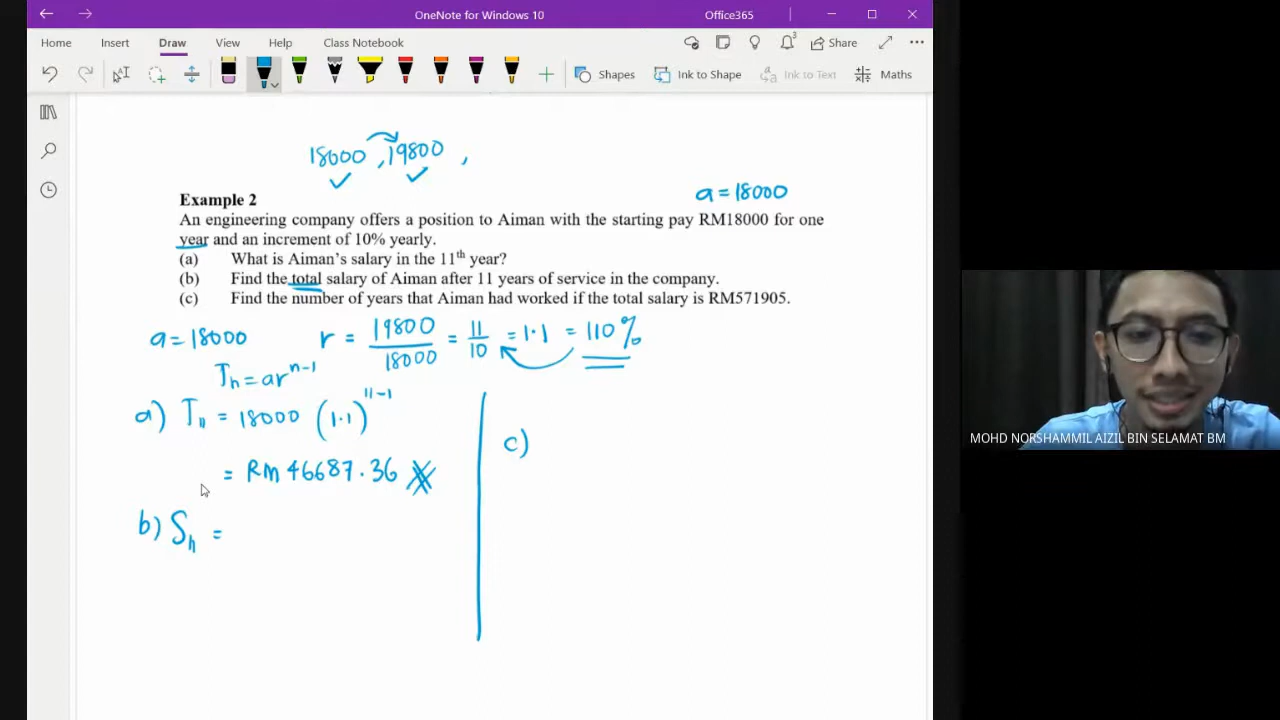 OneNote for Windows 10
Office365
Home Insert Draw View Help Class Notebook
3
Share
Shapes Ink to Shape Ink to Text Maths
18000 , 19800 ,
a = 18000
Example 2
An engineering company offers a position to Aiman with the starting pay RM18000 for one
year and an increment of 10% yearly.
(a) What is Aiman's salary in the 11th year?
(b) Find the total salary of Aiman after 11 years of service in the company.
(c) Find the number of years that Aiman had worked if the total salary is RM571905.
a = 18000 r = 19800/18000 = 11/10 = 1.1 = 110%
Tn = ar^n-1
a) T11 = 18000 (1.1)^11-1
= RM 46687.36
b) Sn =
c)
MOHD NORSHAMMIL AIZIL BIN SELAMAT BM